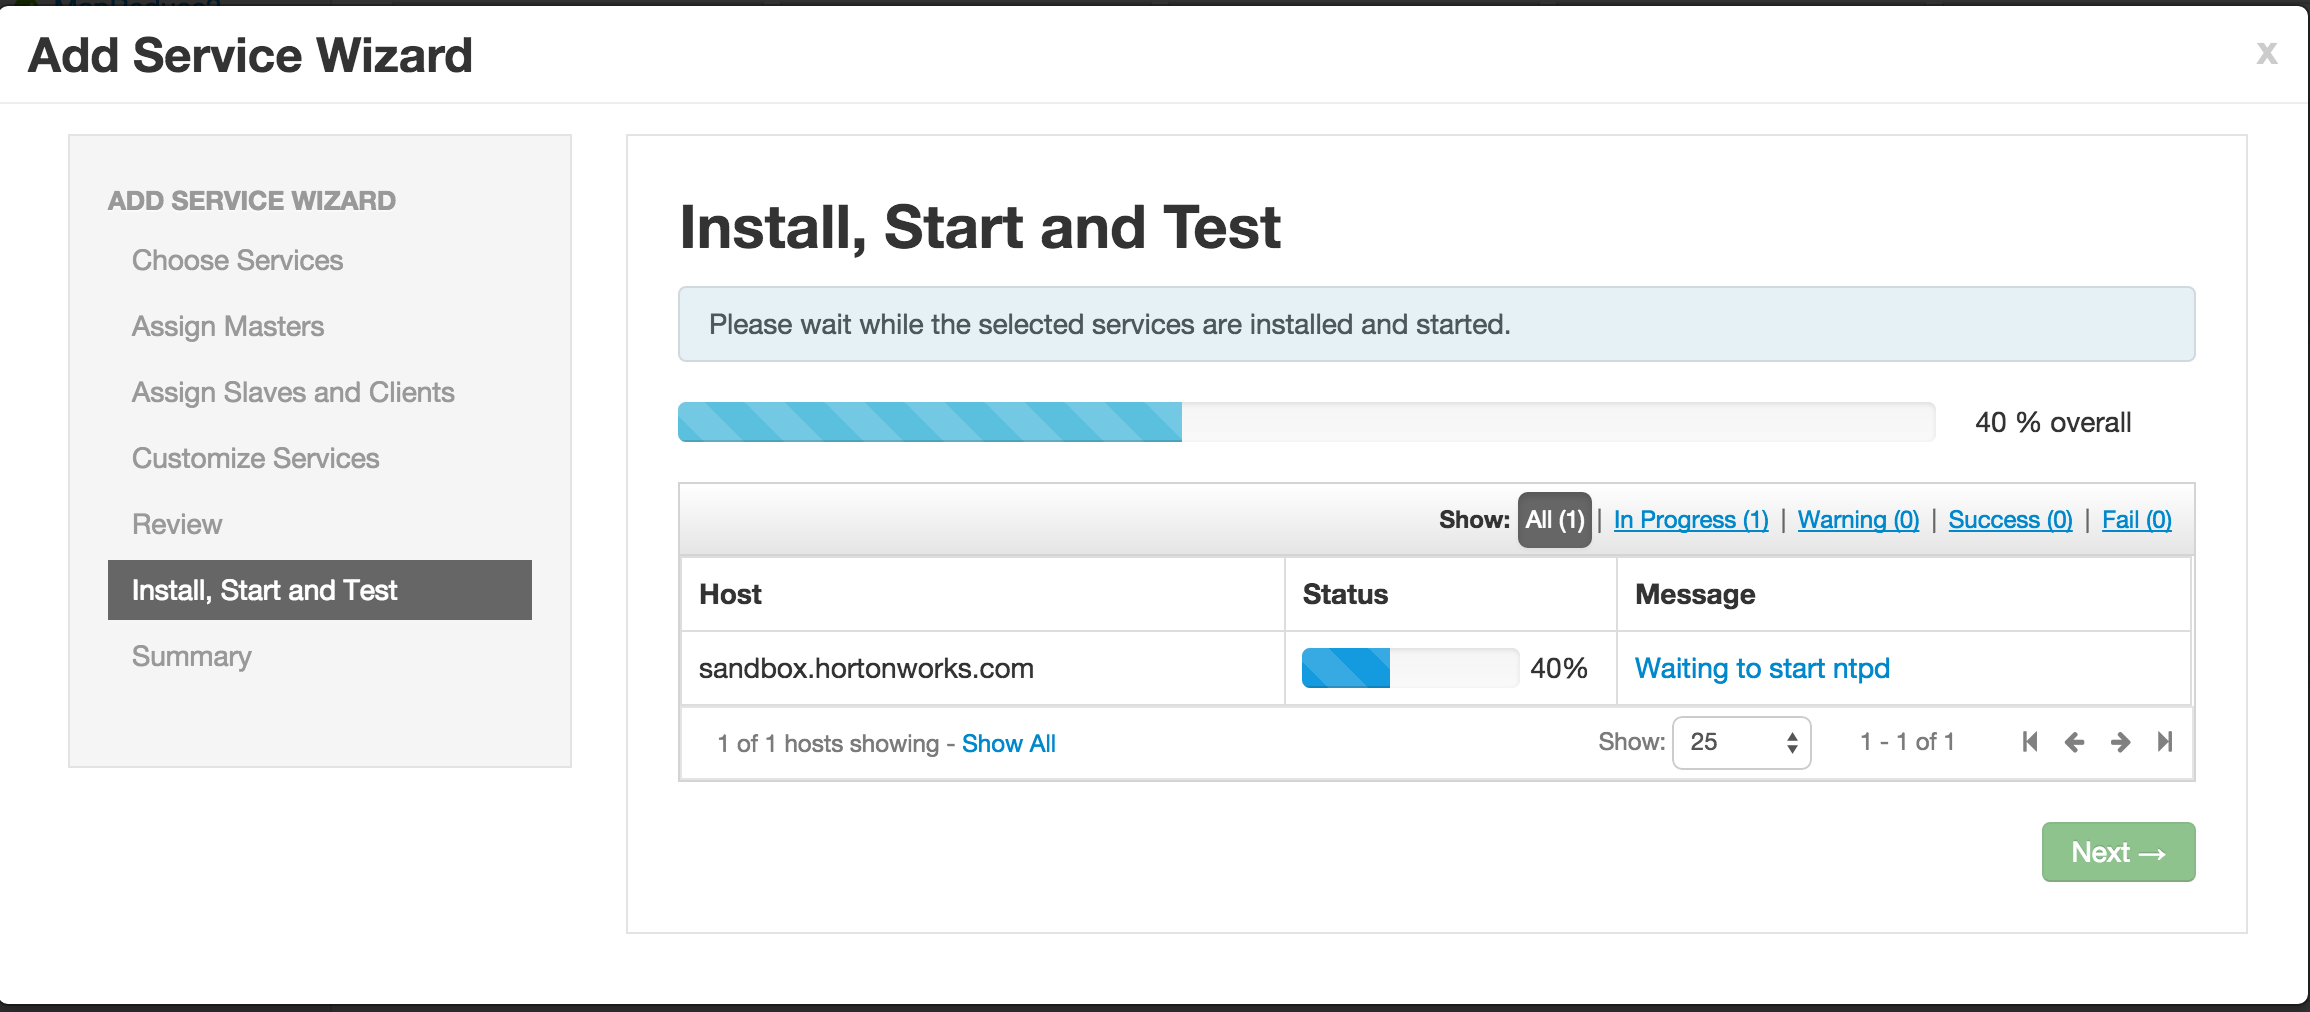 Add Service Wizard
x
ADD SERVICE WIZARD
Choose Services
Assign Masters
Assign Slaves and Clients
Customize Services
Review
Install, Start and Test
Summary
Install, Start and Test
Please wait while the selected services are installed and started.
40 % overall
Show: All (1) | In Progress (1) | Warning (0) | Success (0) | Fail (0)
Host Status Message
sandbox.hortonworks.com 40% Waiting to start ntpd
1 of 1 hosts showing - Show All Show: 25 1 - 1 of 1
Next →